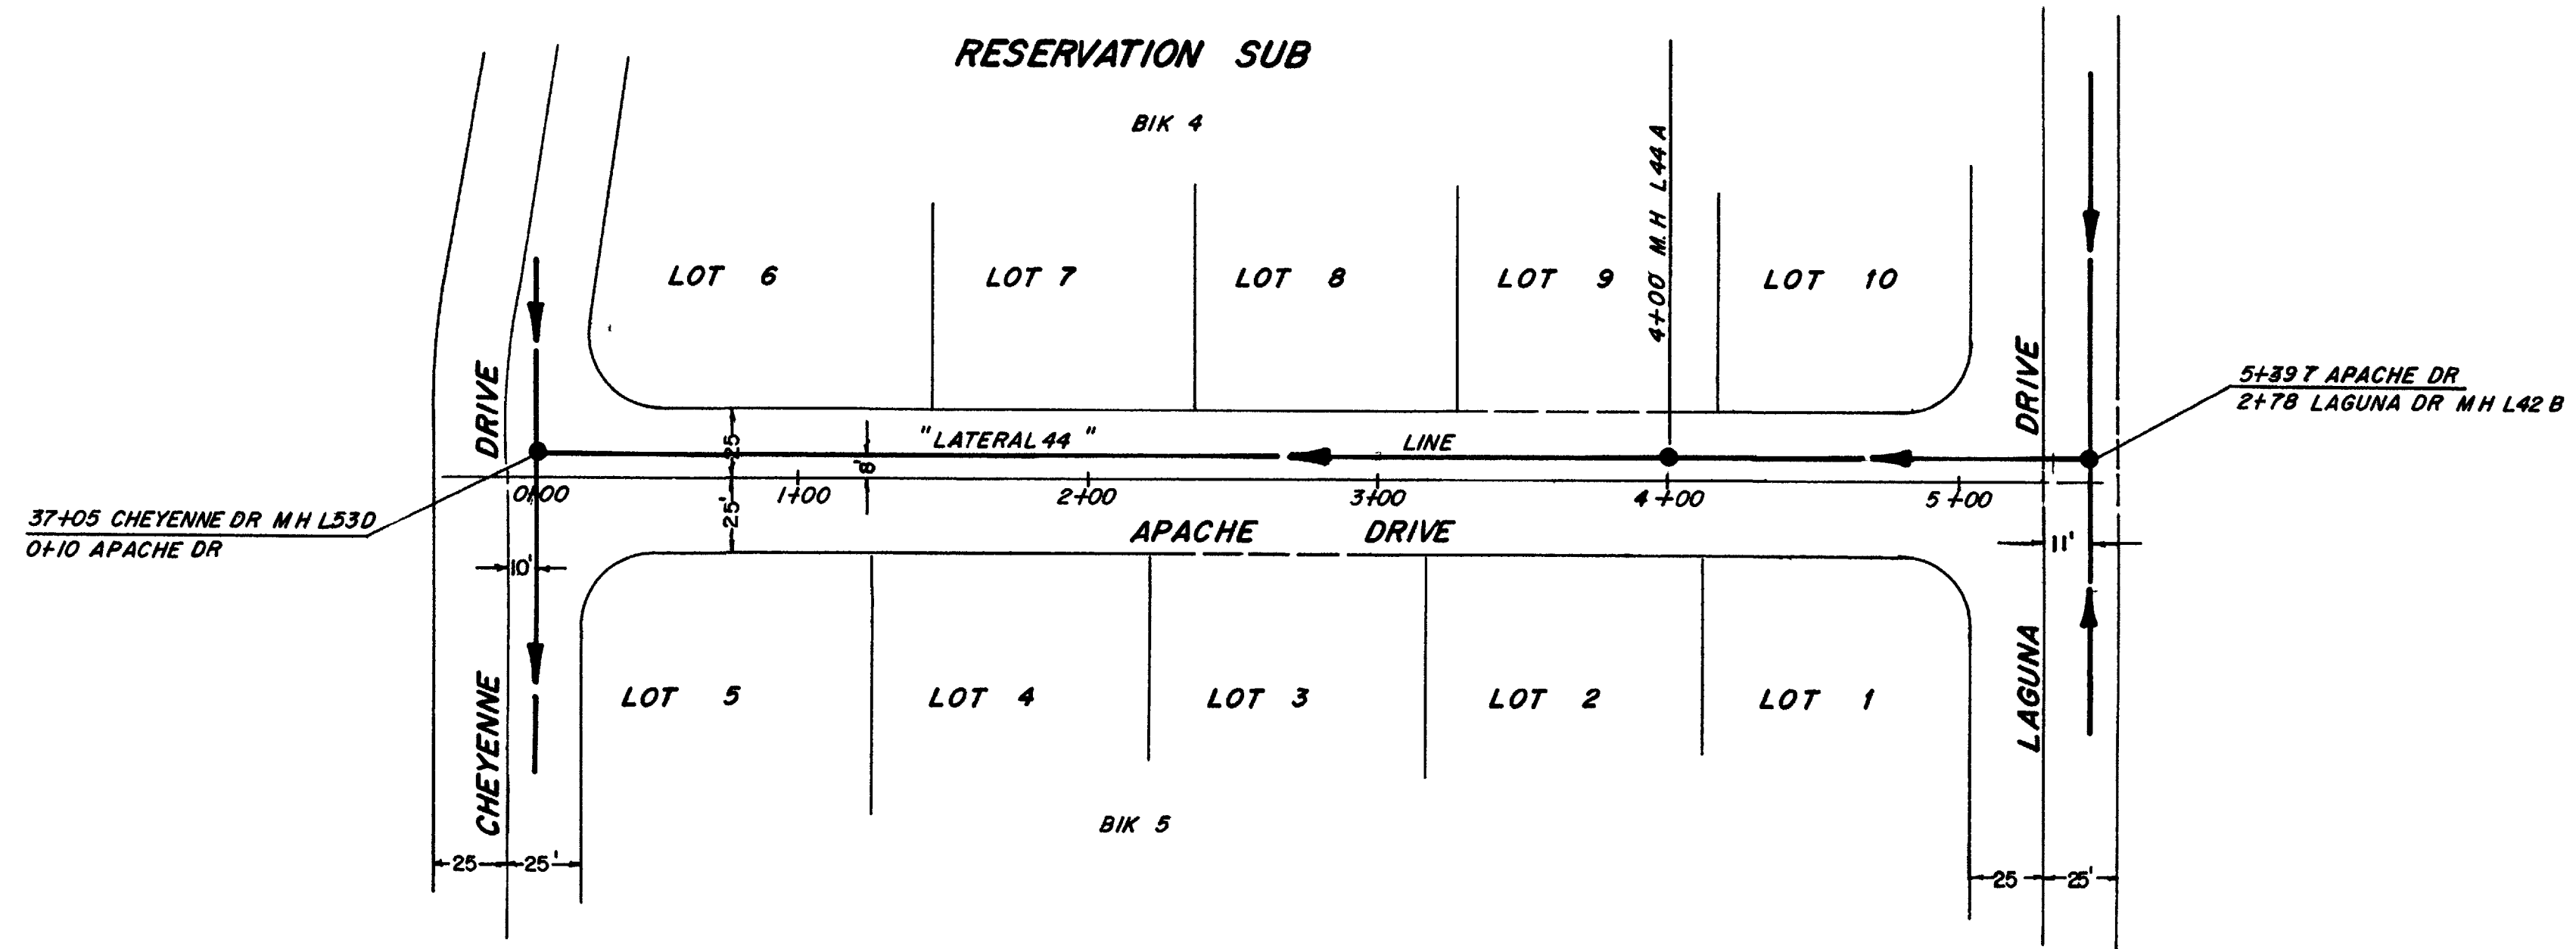 RESERVATION SUB
BIK 4
4+00 M.H L44A
LOT 6
LOT 7
LOT 8
LOT 9
LOT 10
DRIVE
DRIVE
5+39 7 APACHE DR
2+78 LAGUNA DR MH L42 B
25
8'
"LATERAL 44"
LINE
0+00
1+00
2+00
3+00
4+00
5+00
25'
37+05 CHEYENNE DR MH L53D
0+10 APACHE DR
APACHE DRIVE
10'
11'
CHEYENNE
LAGUNA
LOT 5
LOT 4
LOT 3
LOT 2
LOT 1
BIK 5
25
25'
25
25'